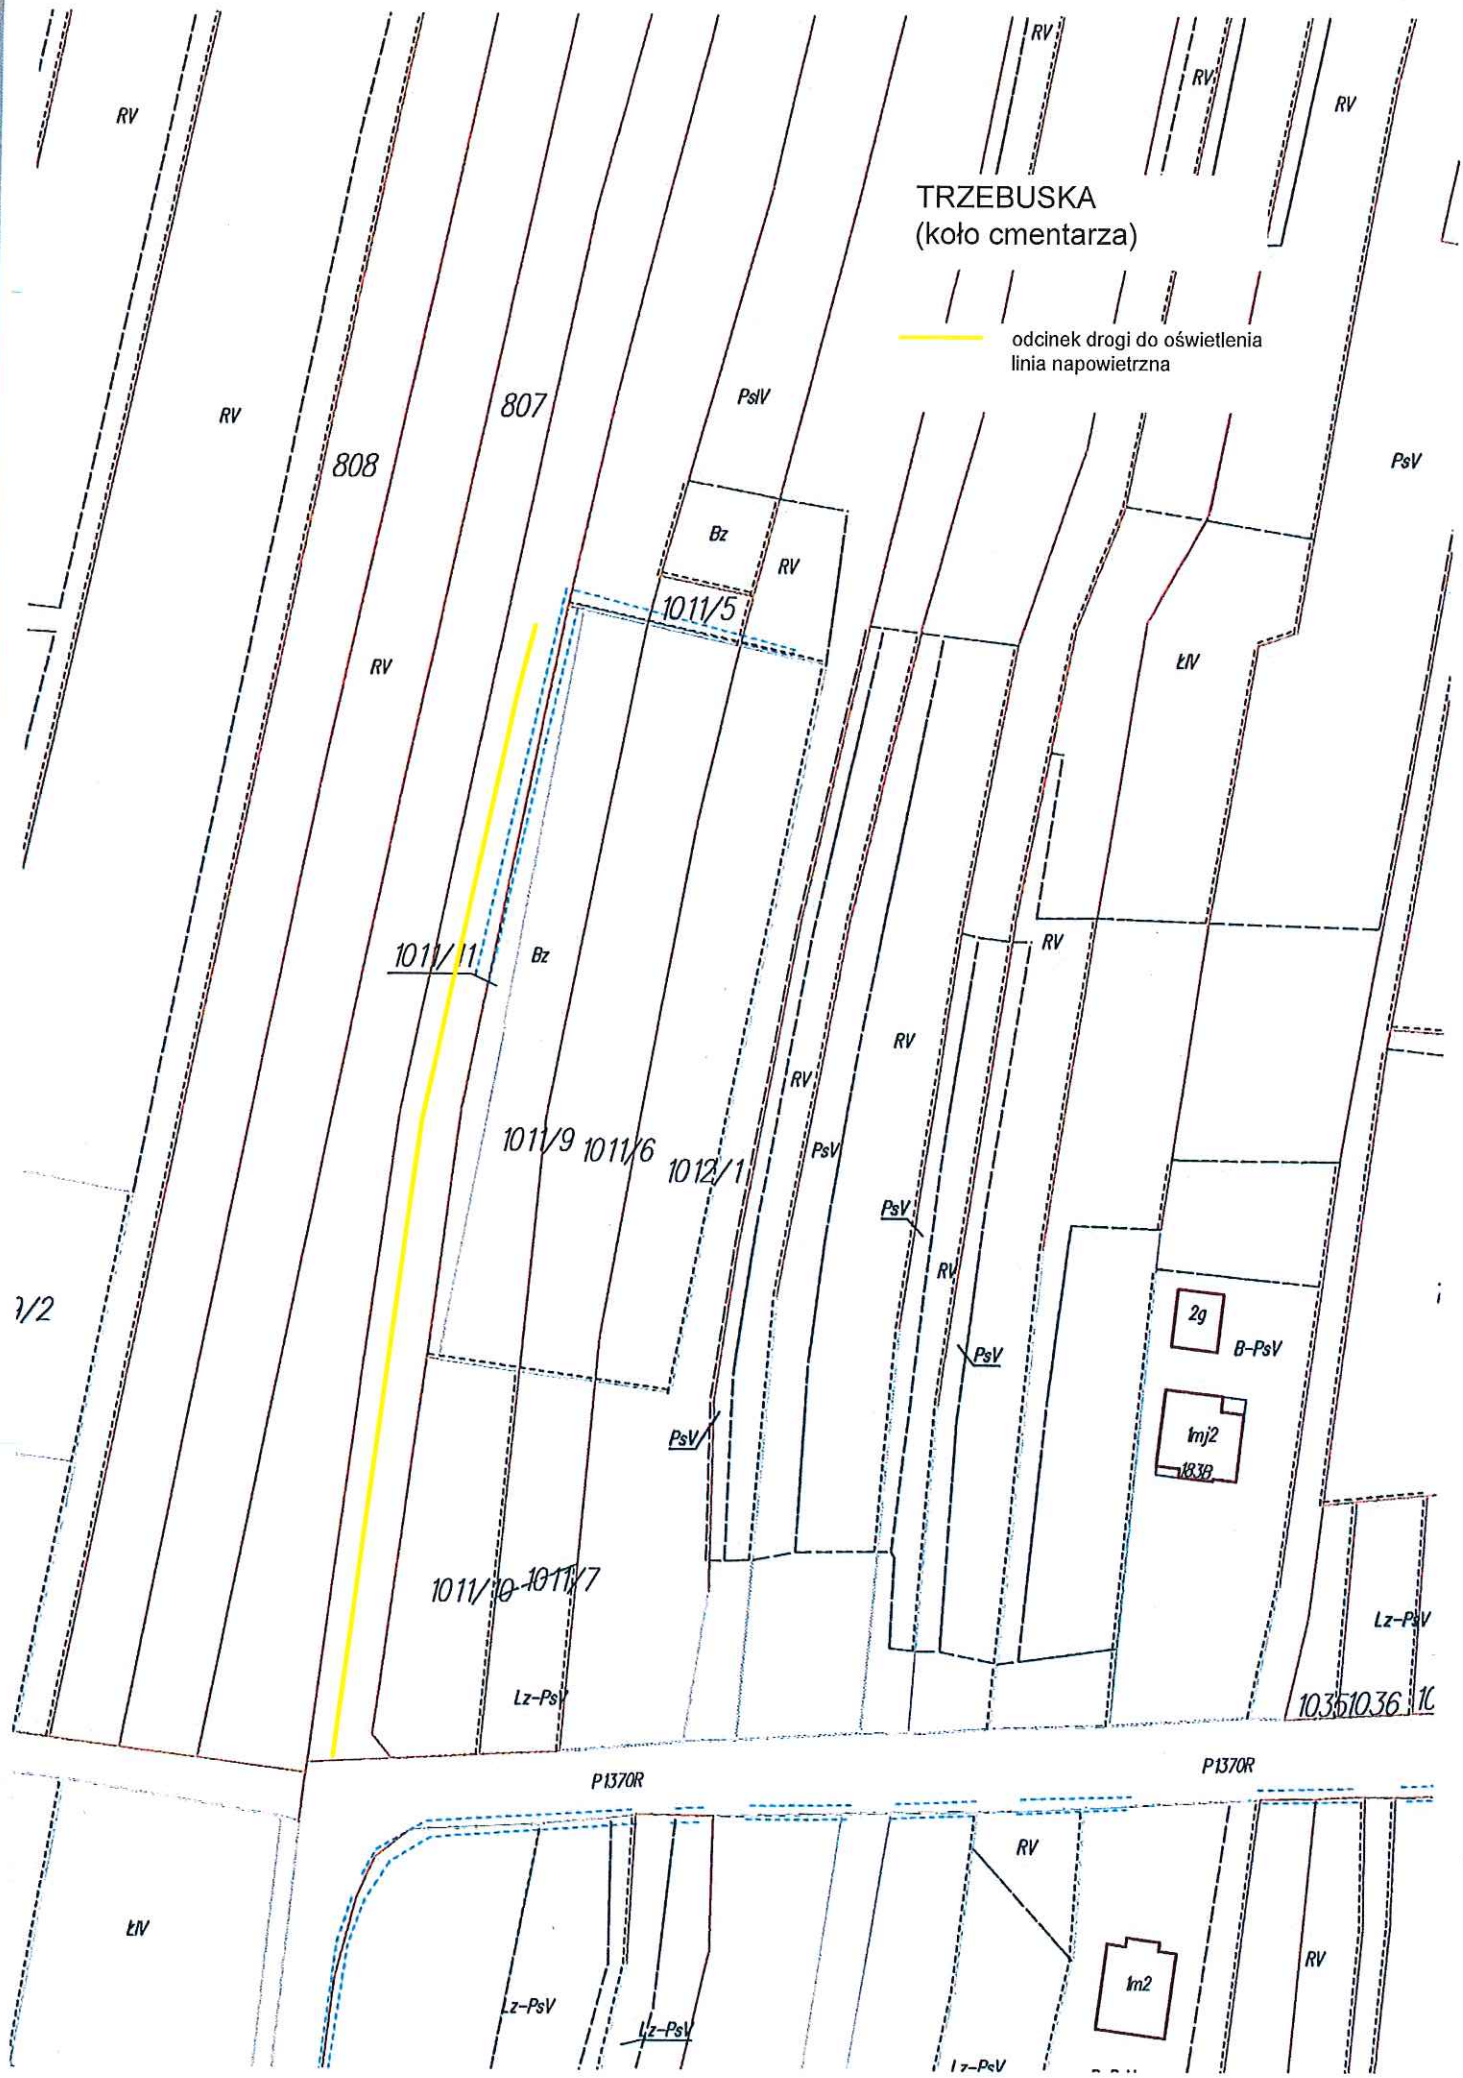 RV
RV
RV
RV
TRZEBUSKA
(koło cmentarza)
odcinek drogi do oświetlenia
linia napowietrzna
807
PsIV
RV
808
PsV
Bz
RV
1011/5
RV
ŁIV
1011/11
Bz
RV
RV
RV
PsV
1011/9
1011/6
1012/1
PsV
RV
2g
B-PsV
PsV
1mj2
183B
PsV
1011/10
1011/7
Lz-PsV
Lz-PsV
1035
1036
P1370R
P1370R
RV
ŁIV
RV
1m2
Lz-PsV
Lz-PsV
Lz-PsV